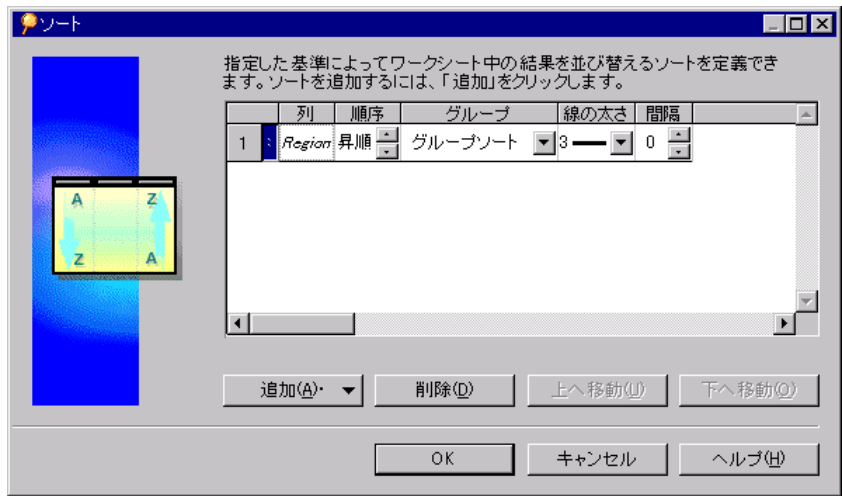 ソート
指定した基準によってワークシート中の結果を並び替えるソートを定義でき
ます。ソートを追加するには、「追加」をクリックします。
列 順序 グループ 線の太さ 間隔
1 Region 昇順 グループソート 3 0
A Z
Z A
追加(A)· 削除(D) 上へ移動(U) 下へ移動(O)
OK キャンセル ヘルプ(H)